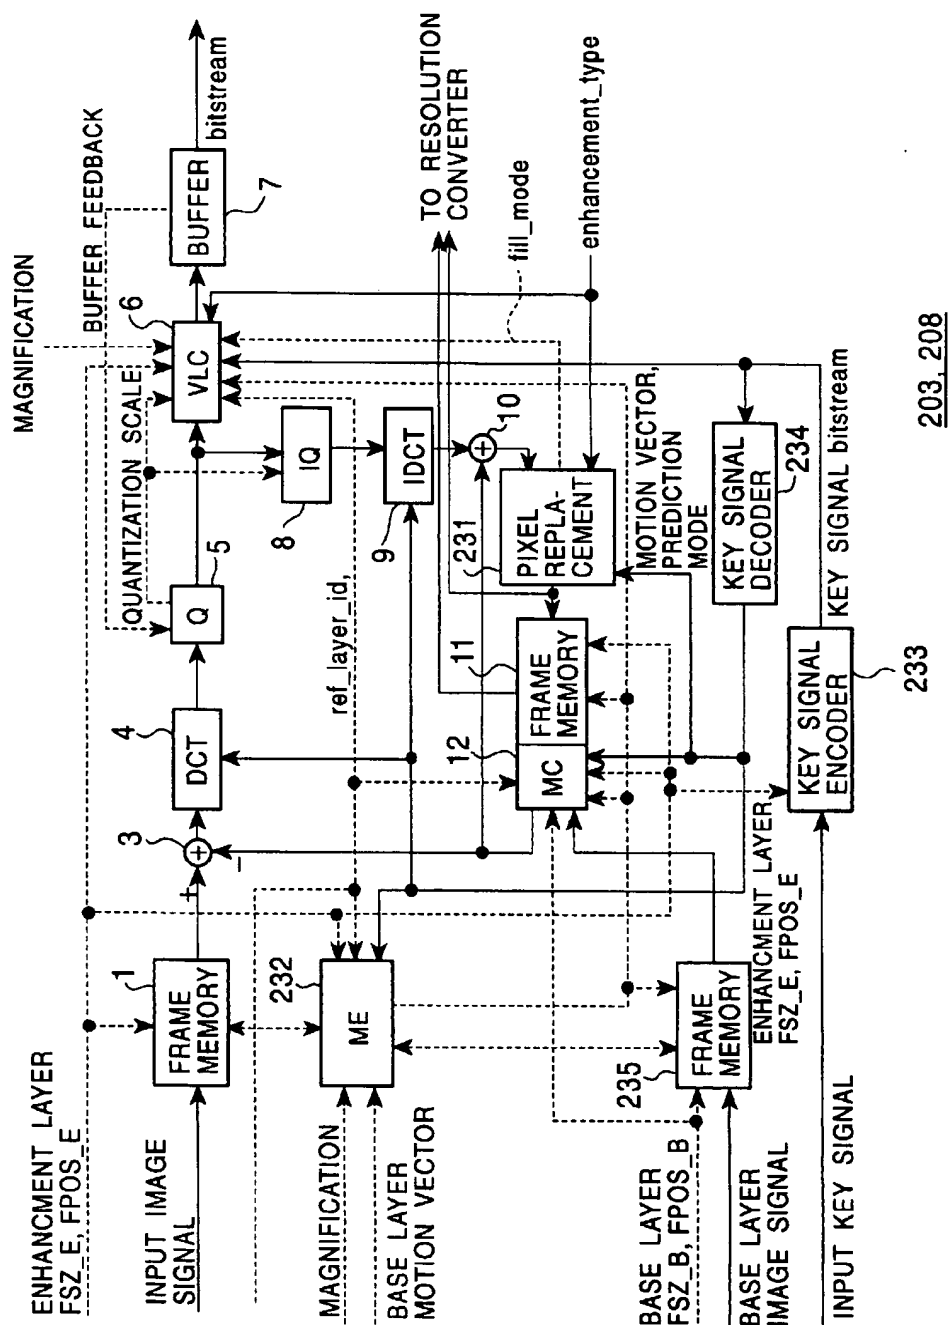 ENHANCMENT LAYER
FSZ_E, FPOS_E
INPUT IMAGE
SIGNAL
MAGNIFICATION
BASE LAYER
MOTION VECTOR
BASE LAYER
FSZ_B, FPOS_B
BASE LAYER
IMAGE SIGNAL
INPUT KEY SIGNAL
1
FRAME
MEMORY
232
ME
235
FRAME
MEMORY
ENHANCMENT LAYER
FSZ_E, FPOS_E
3
+
+
-
4
DCT
5
Q
QUANTIZATION SCALE
MAGNIFICATION
BUFFER FEEDBACK
6
VLC
BUFFER
7
bitstream
ref_layer_id,
IQ
8
IDCT
9
10
+
12
MC
11
FRAME
MEMORY
231
PIXEL
REPLA-
CEMENT
TO RESOLUTION
CONVERTER
fill_mode
enhancement_type
MOTION VECTOR,
PREDICTION
MODE
KEY SIGNAL
DECODER
234
KEY SIGNAL
ENCODER
233
KEY SIGNAL bitstream
203, 208